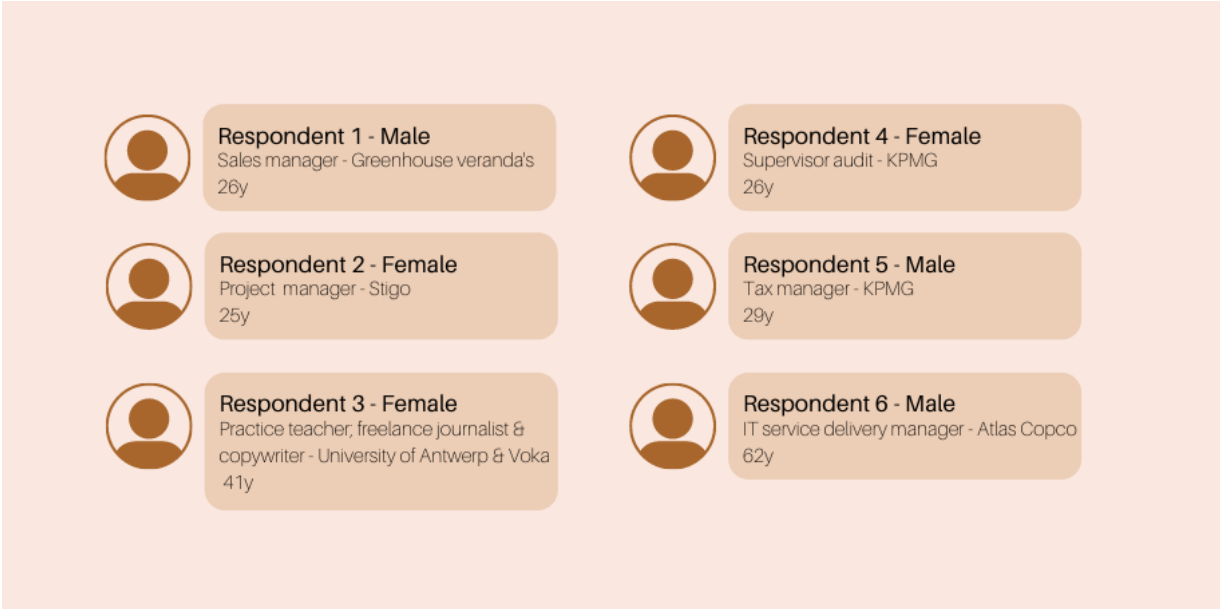 Respondent 1 - Male
Sales manager - Greenhouse veranda's
26y
Respondent 2 - Female
Project manager - Stigo
25y
Respondent 3 - Female
Practice teacher, freelance journalist &
copywriter - University of Antwerp & Voka
41y
Respondent 4 - Female
Supervisor audit - KPMG
26y
Respondent 5 - Male
Tax manager - KPMG
29y
Respondent 6 - Male
IT service delivery manager - Atlas Copco
62y